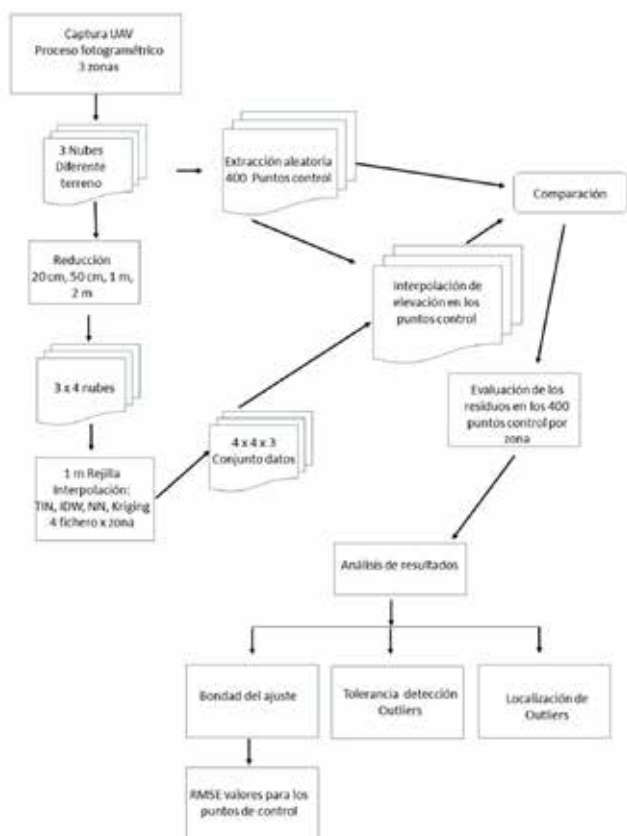 Captura UAV
Proceso fotogramétrico
3 zonas
3 Nubes
Diferente
terreno
Extracción aleatoria
400 Puntos control
Comparación
Reducción
20 cm, 50 cm, 1 m,
2 m
Interpolación de
elevación en los
puntos control
3 x 4 nubes
Evaluación de los
residuos en los 400
puntos control por
zona
4 x 4 x 3
Conjunto datos
1 m Rejilla
Interpolación:
TIN, IDW, NN, Kriging
4 fichero x zona
Análisis de resultados
Bondad del ajuste
Tolerancia detección
Outliers
Localización de
Outliers
RMSE valores para los
puntos de control